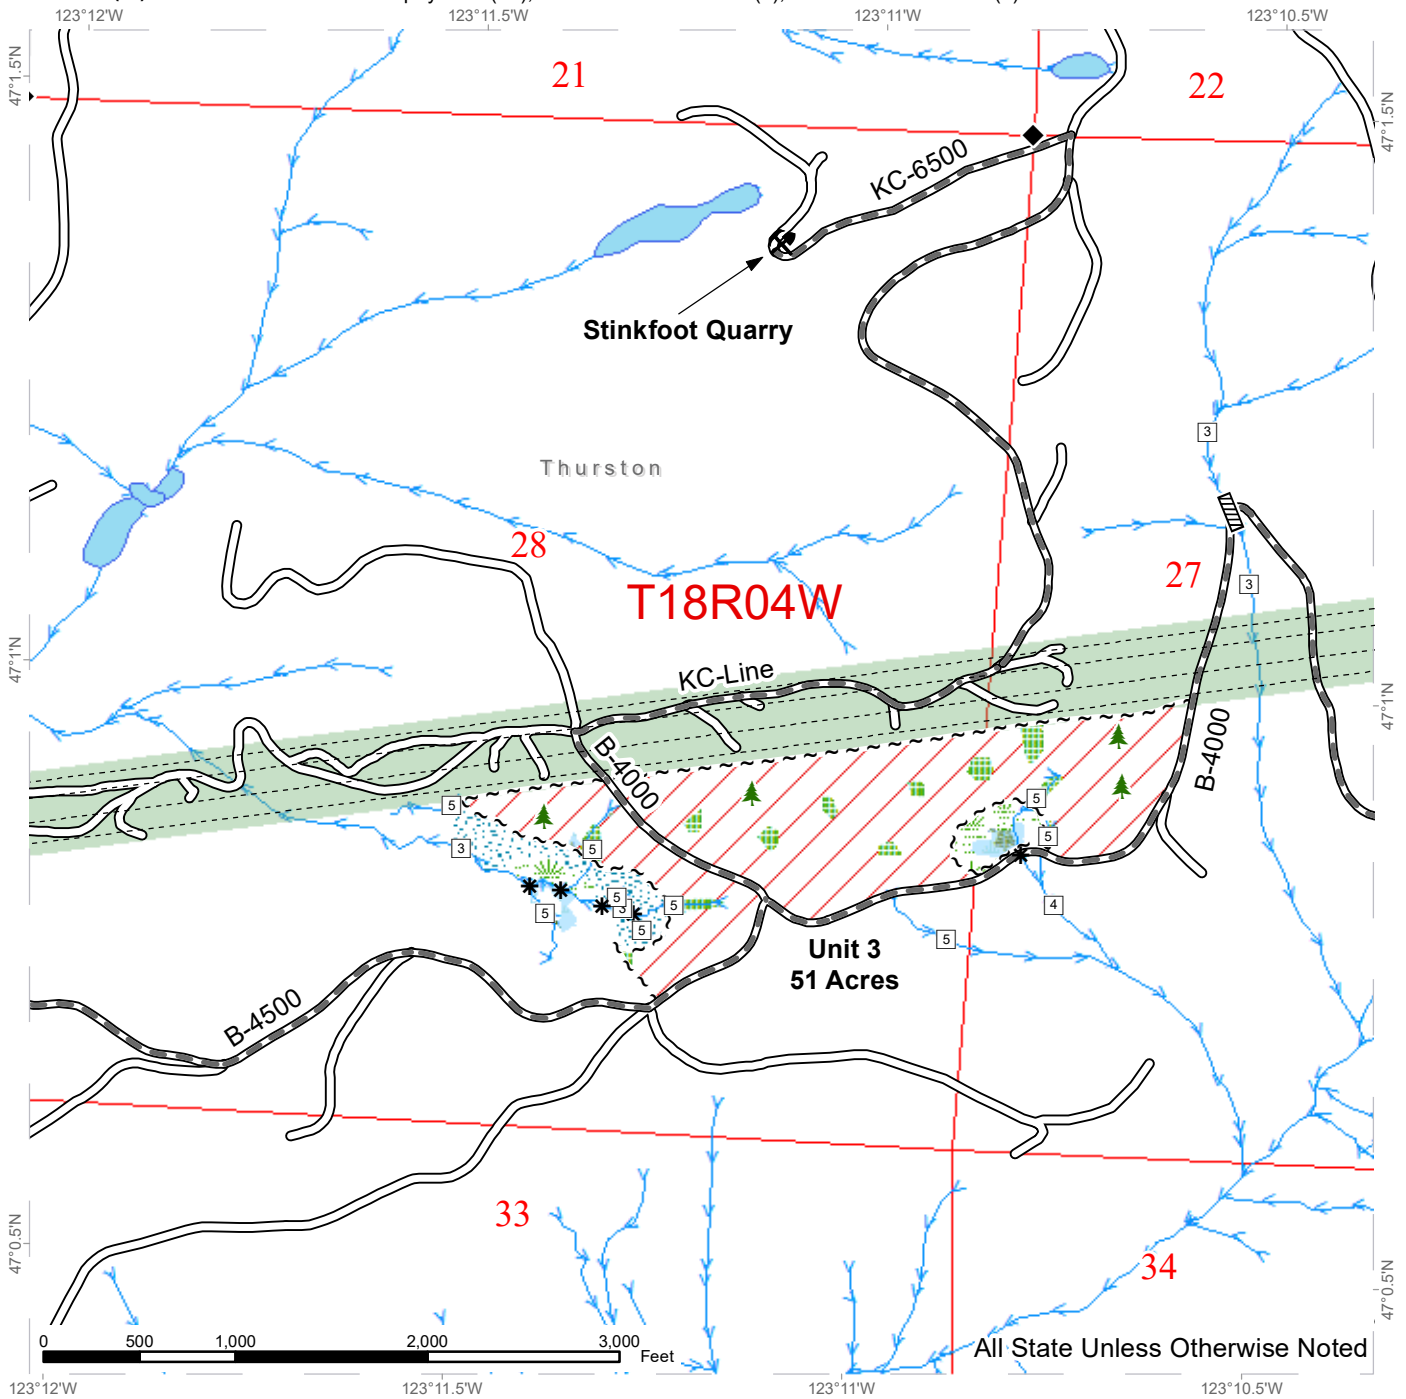 123°12'W
123°11.5'W
123°11'W
123°10.5'W
47°1.5'N
47°1.5'N
21
22
KC-6500
Stinkfoot Quarry
3
Thurston
28
T18R04W
27
3
47°1'N
47°1'N
KC-Line
B-4000
B-4000
5
5
3
5
5
5
3
5
5
5
4
5
Unit 3
51 Acres
B-4500
33
34
47°0.5'N
47°0.5'N
0
500
1,000
2,000
3,000
Feet
All State Unless Otherwise Noted
123°12'W
123°11.5'W
123°11'W
123°10.5'W